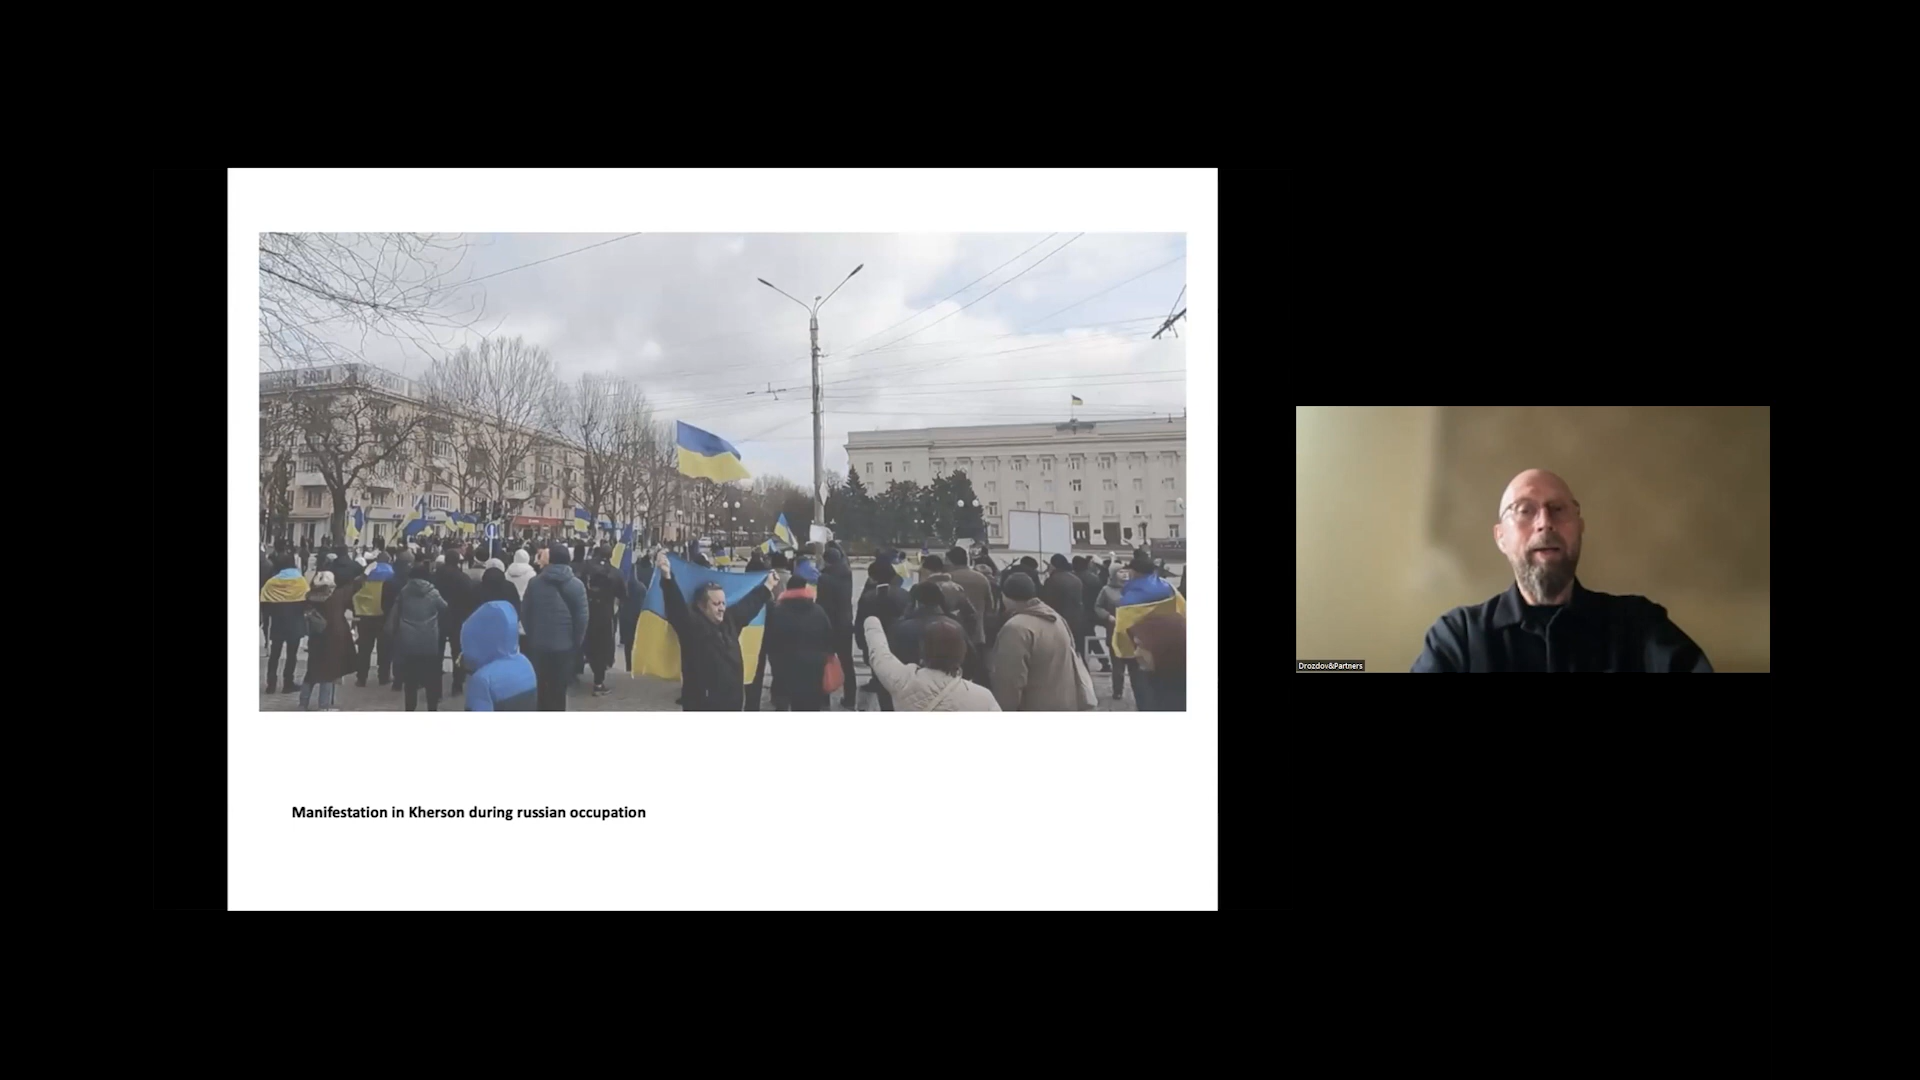 Manifestation in Kherson during russian occupation
Drozdov&Partners